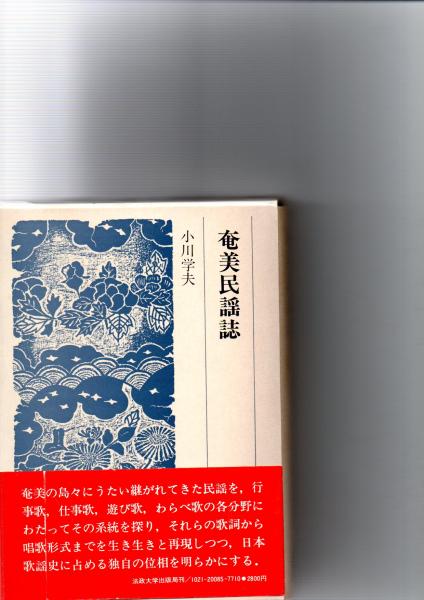 奄美民謡誌
小川学夫
奄美の島々にうたい継がれてきた民謡を，行
事歌，仕事歌，遊び歌，わらべ歌の各分野に
わたってその系統を探り，それらの歌詞から
唱歌形式までを生き生きと再現しつつ，日本
歌謡史に占める独自の位相を明らかにする。
法政大学出版局刊／1021-20085-7710●2800円